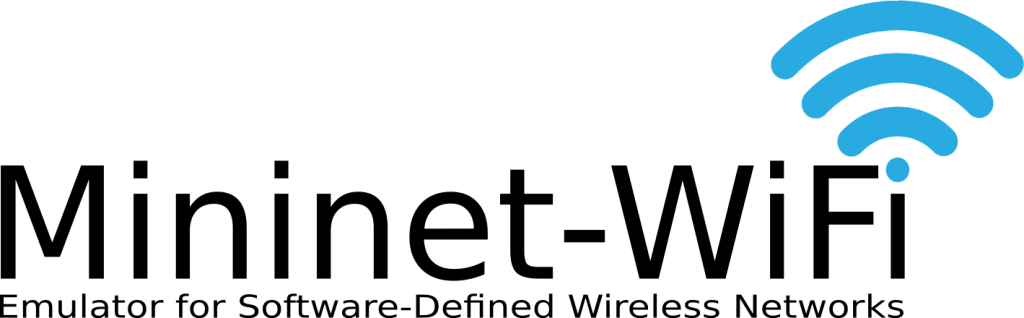 Mininet-WiFi
Emulator for Software-Defined Wireless Networks